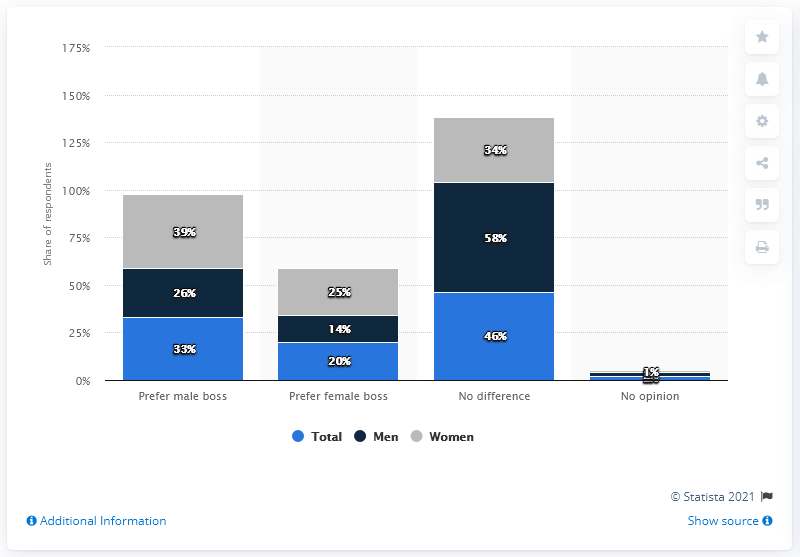 175%
150%
125%
100%
75%
50%
25%
0%
Share of respondents
39%
26%
33%
25%
14%
20%
34%
58%
46%
1%
Prefer male boss
Prefer female boss
No difference
No opinion
Total Men Women
© Statista 2021
Additional Information
Show source